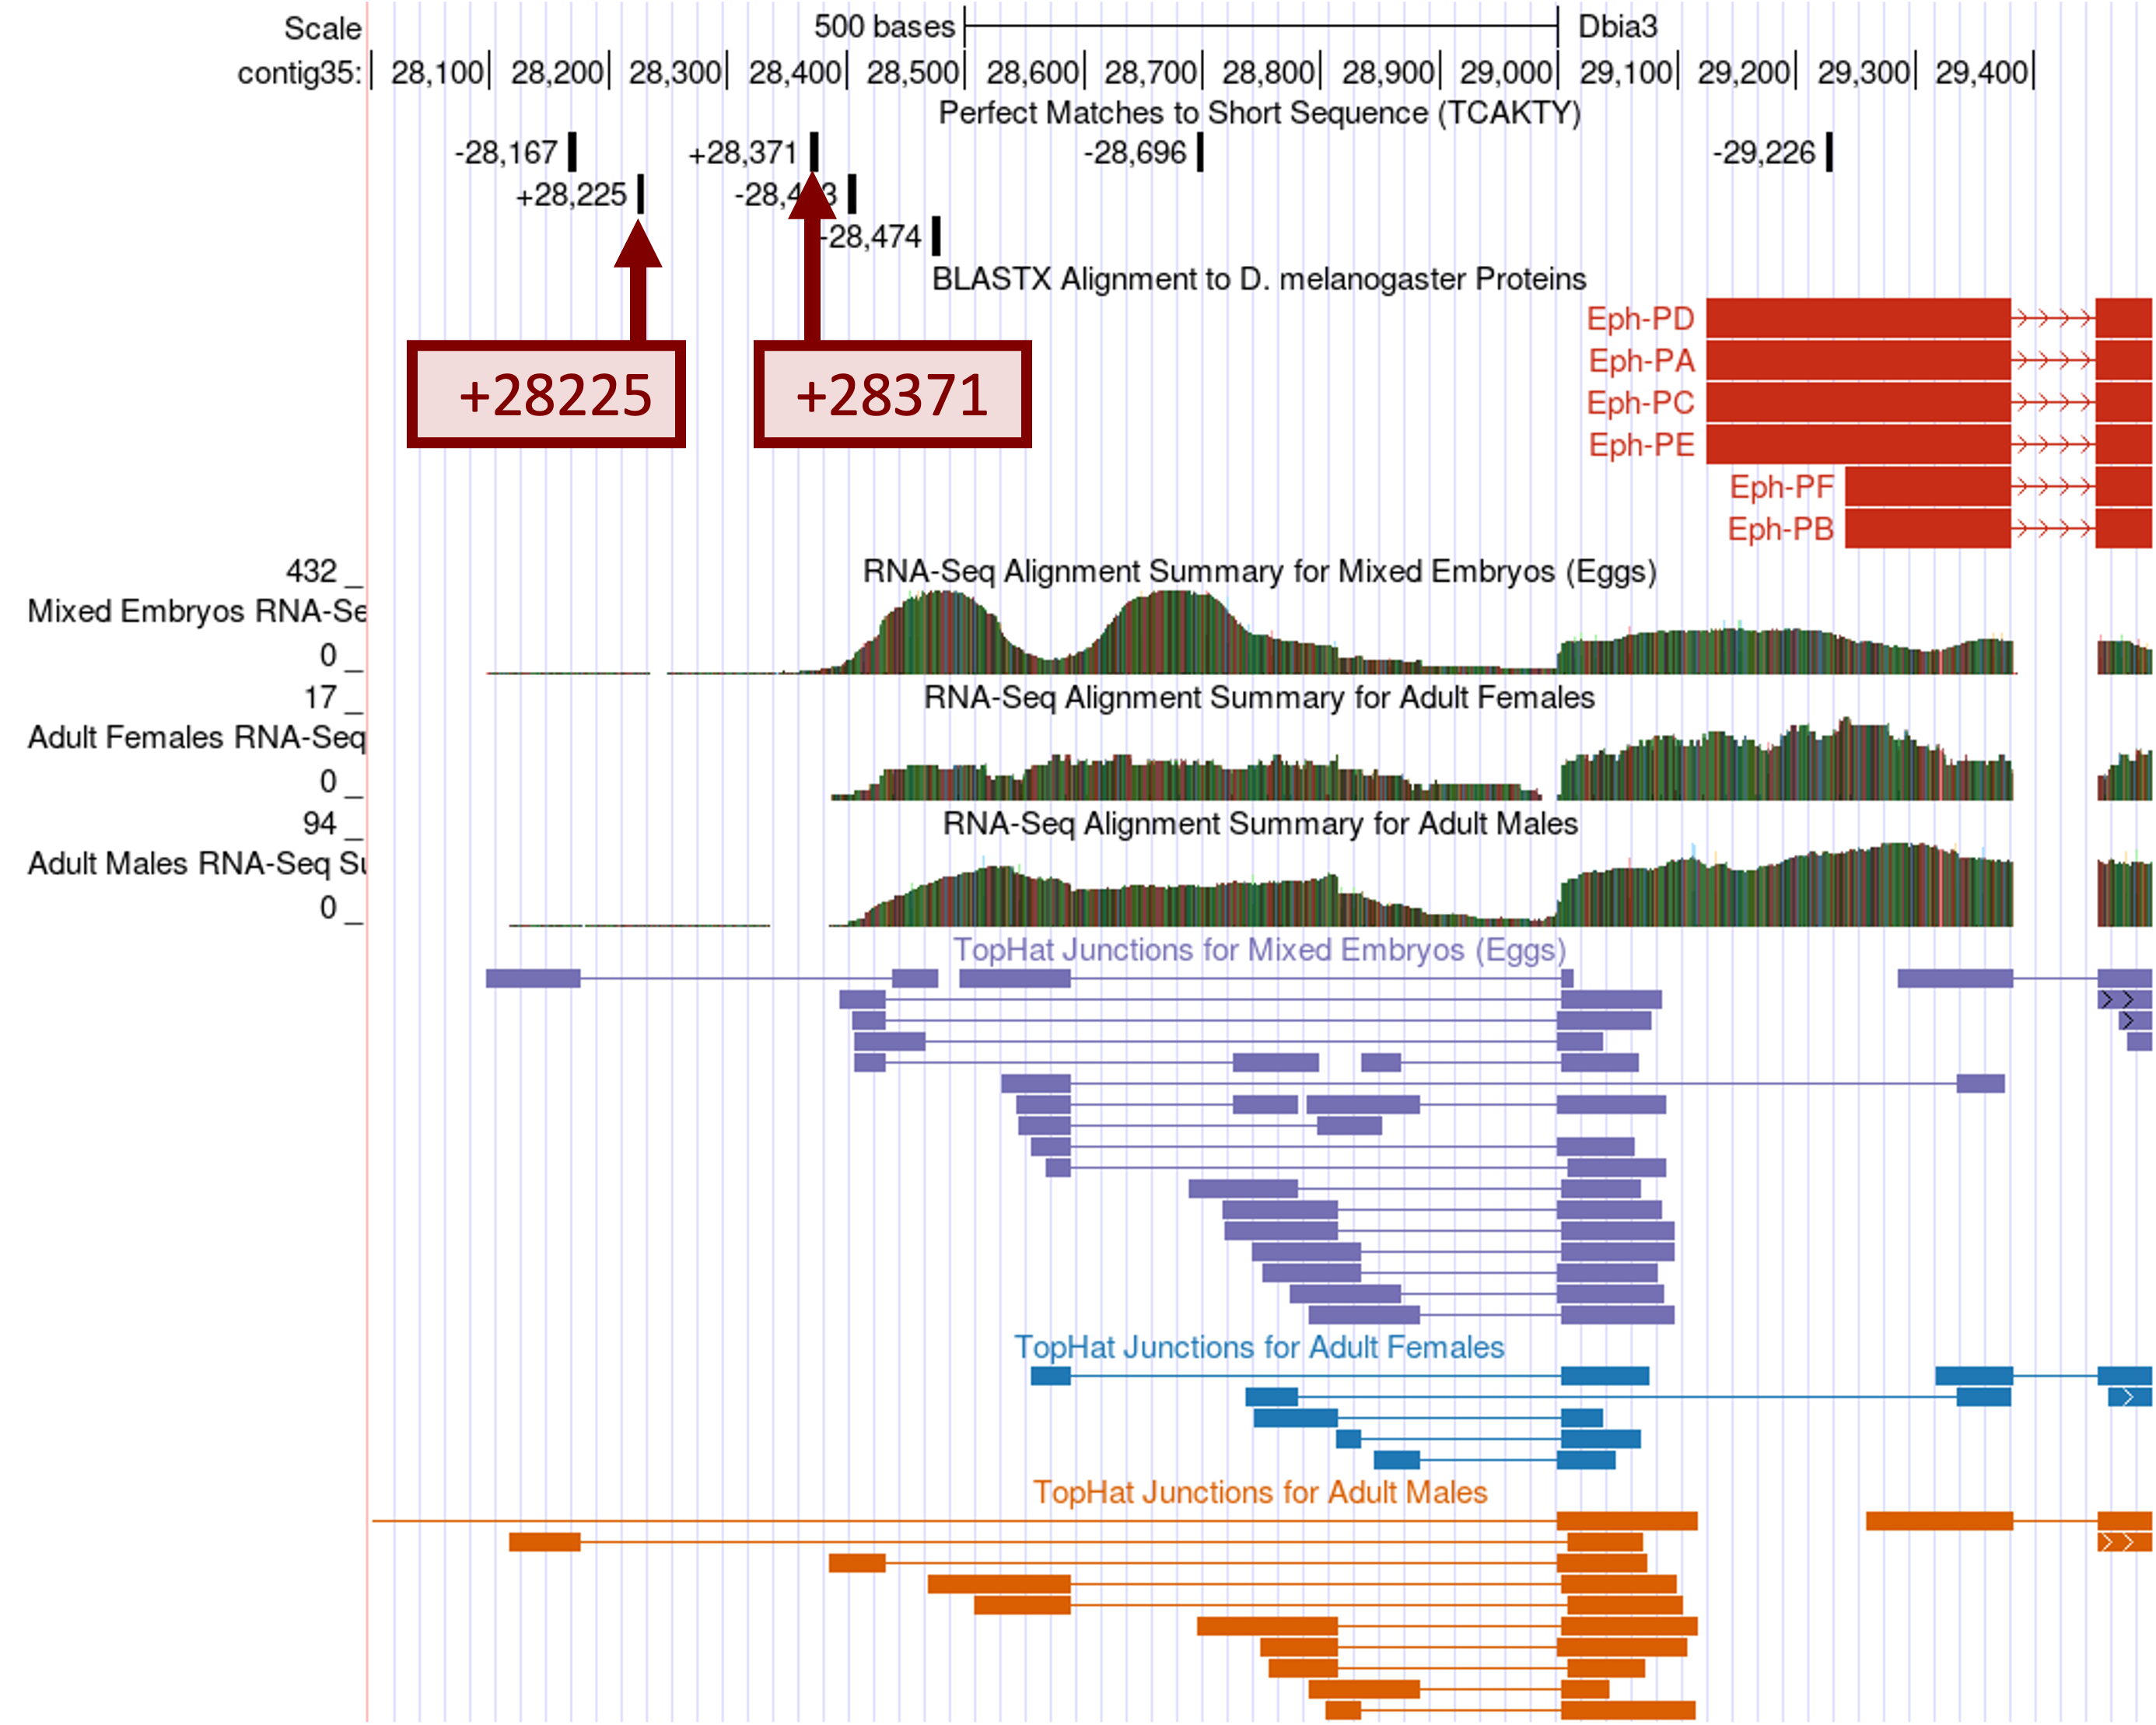 Scale 500 bases Dbia3
contig35: 28,100 28,200 28,300 28,400 28,500 28,600 28,700 28,800 28,900 29,000 29,100 29,200 29,300 29,400
Perfect Matches to Short Sequence (TCAKTY)
-28,167 +28,371 -28,696 -29,226
+28,225
-28,474
BLASTX Alignment to D. melanogaster Proteins
Eph-PD
Eph-PA
+28225 +28371
Eph-PC
Eph-PE
Eph-PF
Eph-PB
432 RNA-Seq Alignment Summary for Mixed Embryos (Eggs)
Mixed Embryos RNA-Se
0
17 RNA-Seq Alignment Summary for Adult Females
Adult Females RNA-Seq
0
94 RNA-Seq Alignment Summary for Adult Males
Adult Males RNA-Seq Su
0
TopHat Junctions for Mixed Embryos (Eggs)
TopHat Junctions for Adult Females
TopHat Junctions for Adult Males